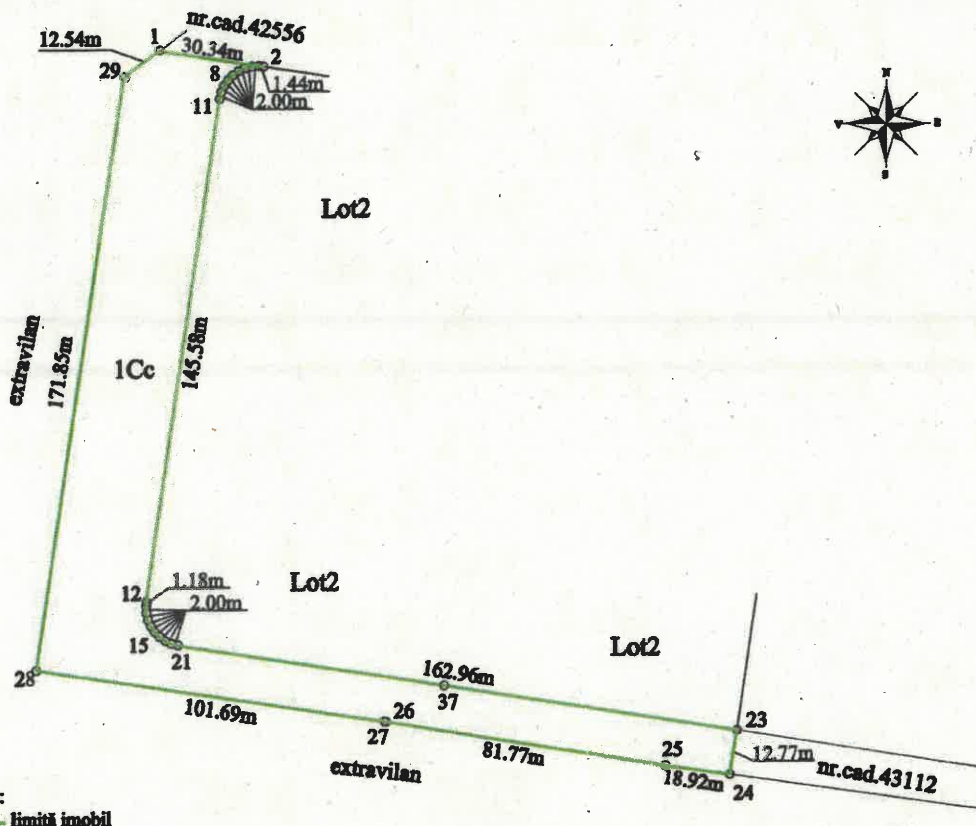 nr.cad.42556
12.54m
1
30.34m
2
29
8
1.44m
11
2.00m
N
V
E
S
Lot2
extravilan
171.85m
1Cc
145.58m
12
1.18m
2.00m
Lot2
15
21
Lot2
28
162.96m
37
101.69m
26
27
23
81.77m
25
12.77m
nr.cad.43112
18.92m
24
extravilan
:
limită imobil